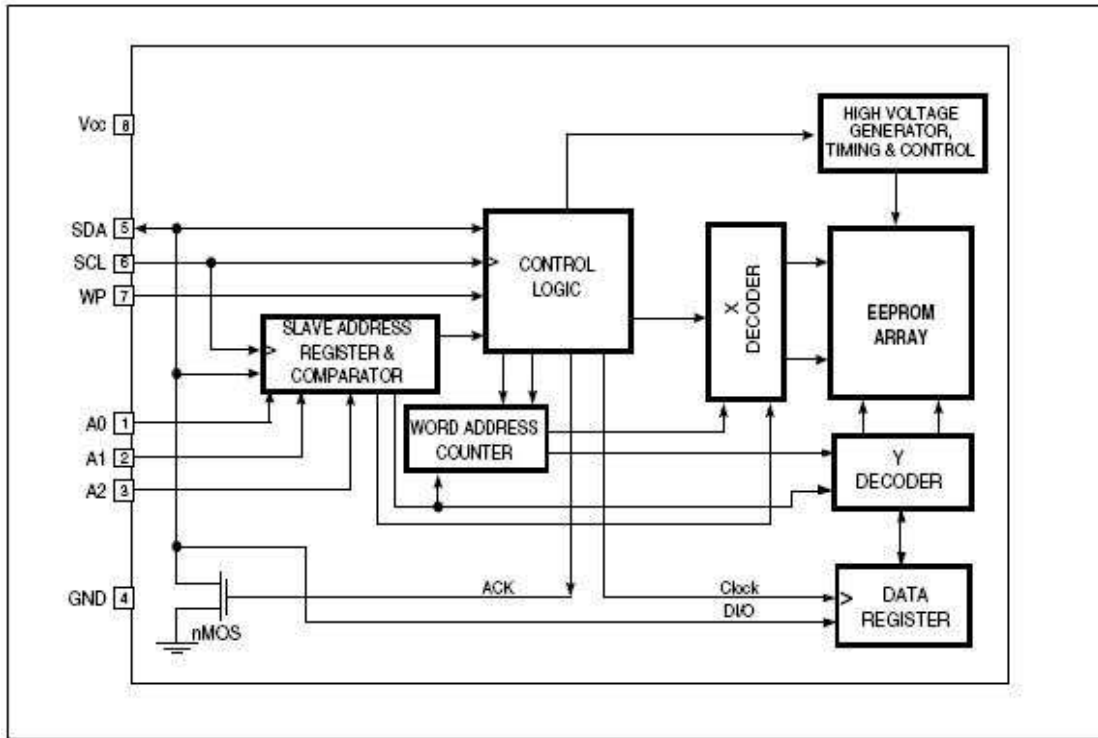 Vcc 8
HIGH VOLTAGE
GENERATOR,
TIMING & CONTROL
SDA 5
SCL 6
WP 7
CONTROL
LOGIC
X
DECODER
EEPROM
ARRAY
SLAVE ADDRESS
REGISTER &
COMPARATOR
A0 1
A1 2
A2 3
WORD ADDRESS
COUNTER
Y
DECODER
GND 4
nMOS
ACK
Clock
DI/O
DATA
REGISTER